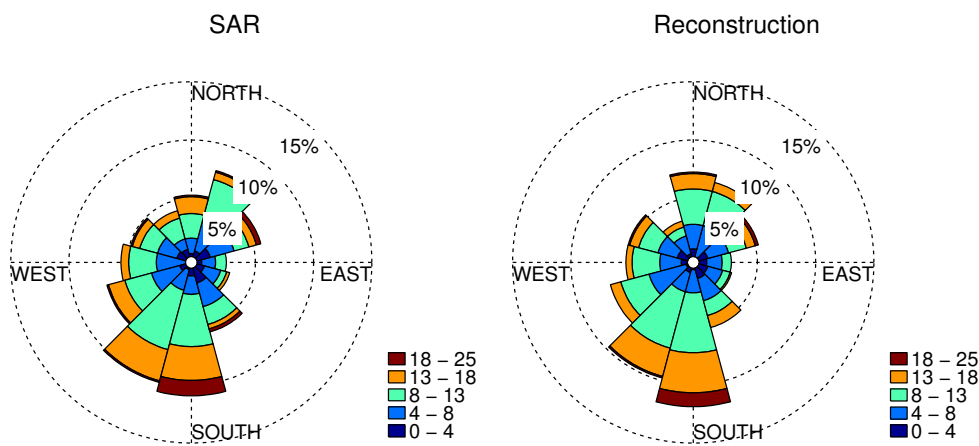 SAR
NORTH
15%
10%
5%
WEST
EAST
SOUTH
18 – 25
13 – 18
8 – 13
4 – 8
0 – 4
Reconstruction
NORTH
15%
10%
5%
WEST
EAST
SOUTH
18 – 25
13 – 18
8 – 13
4 – 8
0 – 4